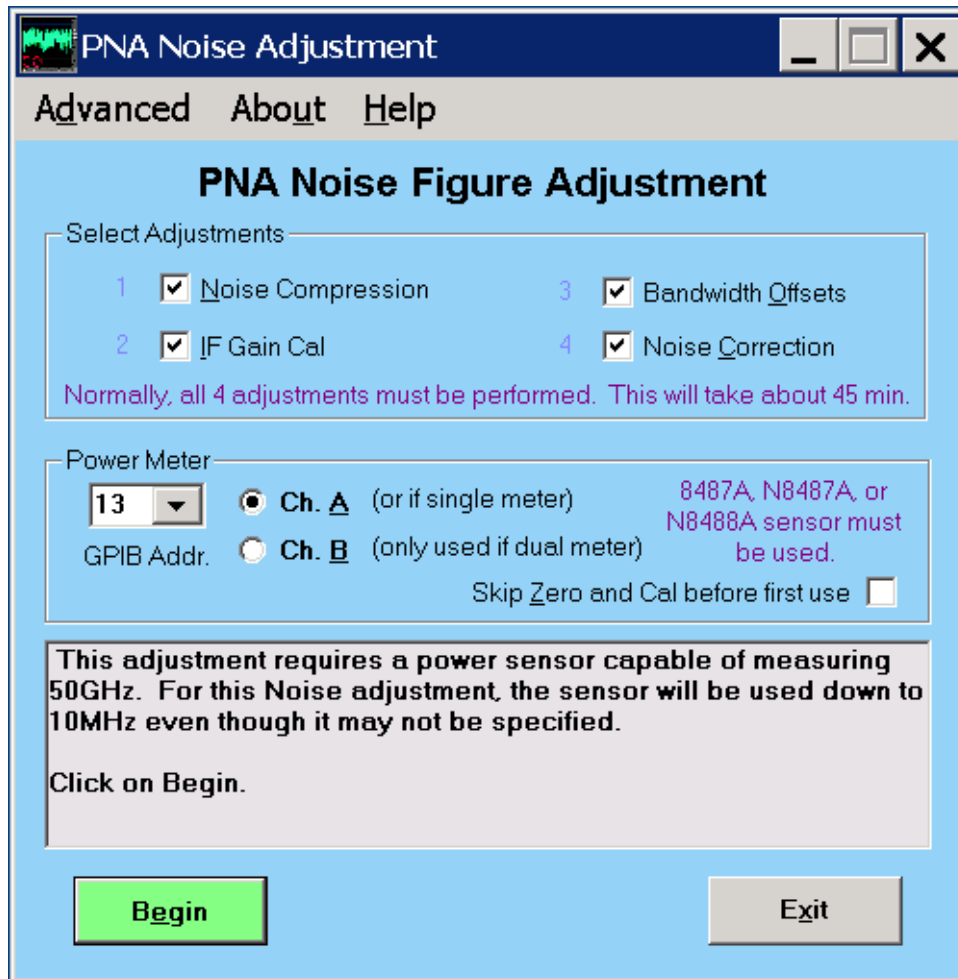 PNA Noise Adjustment
Advanced About Help
PNA Noise Figure Adjustment
Select Adjustments
1 Noise Compression
3 Bandwidth Offsets
2 IF Gain Cal
4 Noise Correction
Normally, all 4 adjustments must be performed. This will take about 45 min.
Power Meter
13
GPIB Addr.
Ch. A (or if single meter)
Ch. B (only used if dual meter)
8487A, N8487A, or
N8488A sensor must
be used.
Skip Zero and Cal before first use
This adjustment requires a power sensor capable of measuring
50GHz. For this Noise adjustment, the sensor will be used down to
10MHz even though it may not be specified.
Click on Begin.
Begin
Exit